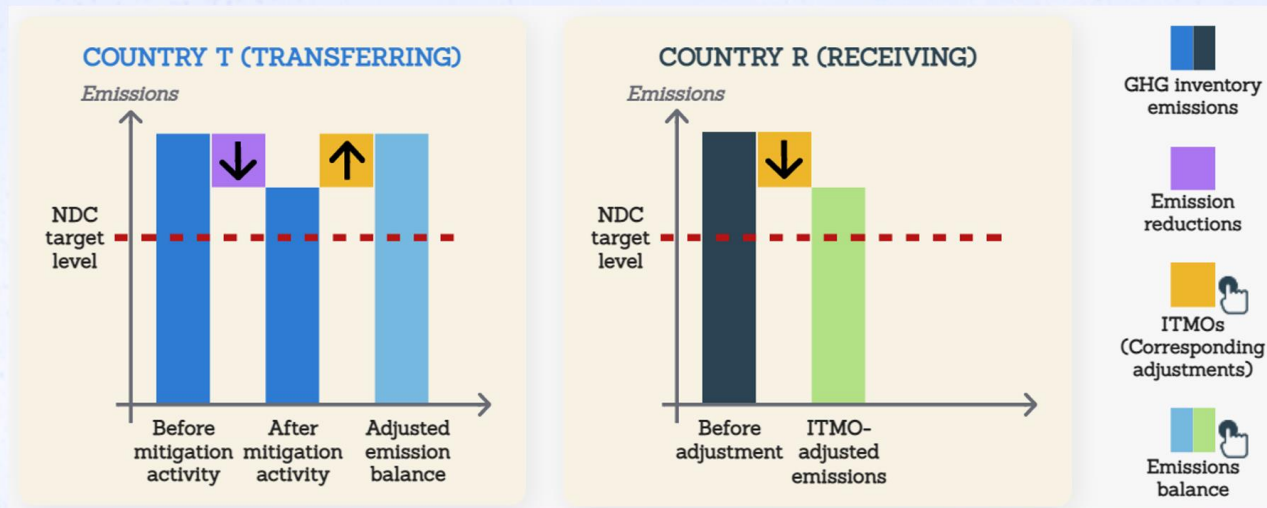 COUNTRY T (TRANSFERRING)
Emissions
NDC
target
level
Before
mitigation
activity
After
mitigation
activity
Adjusted
emission
balance
COUNTRY R (RECEIVING)
Emissions
NDC
target
level
Before
adjustment
ITMO-
adjusted
emissions
GHG inventory
emissions
Emission
reductions
ITMOs
(Corresponding
adjustments)
Emissions
balance